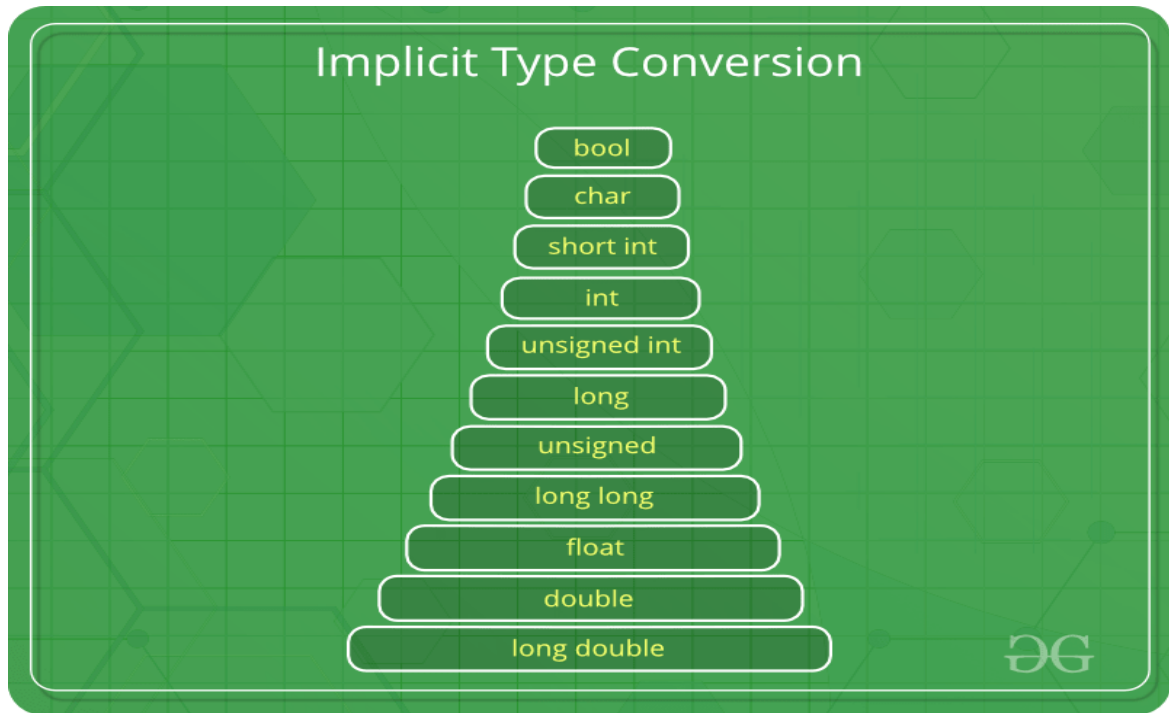 Implicit Type Conversion
bool
char
short int
int
unsigned int
long
unsigned
long long
float
double
long double